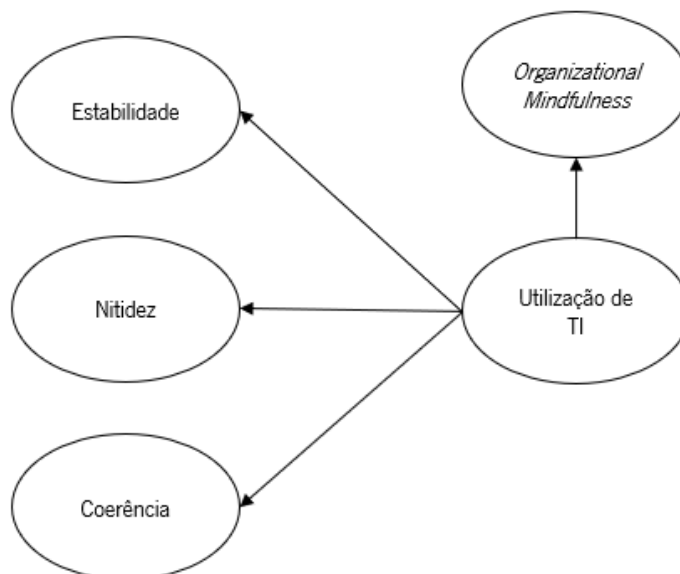 Estabilidade
Organizational
Mindfulness
Nitidez
Utilização de
TI
Coerência